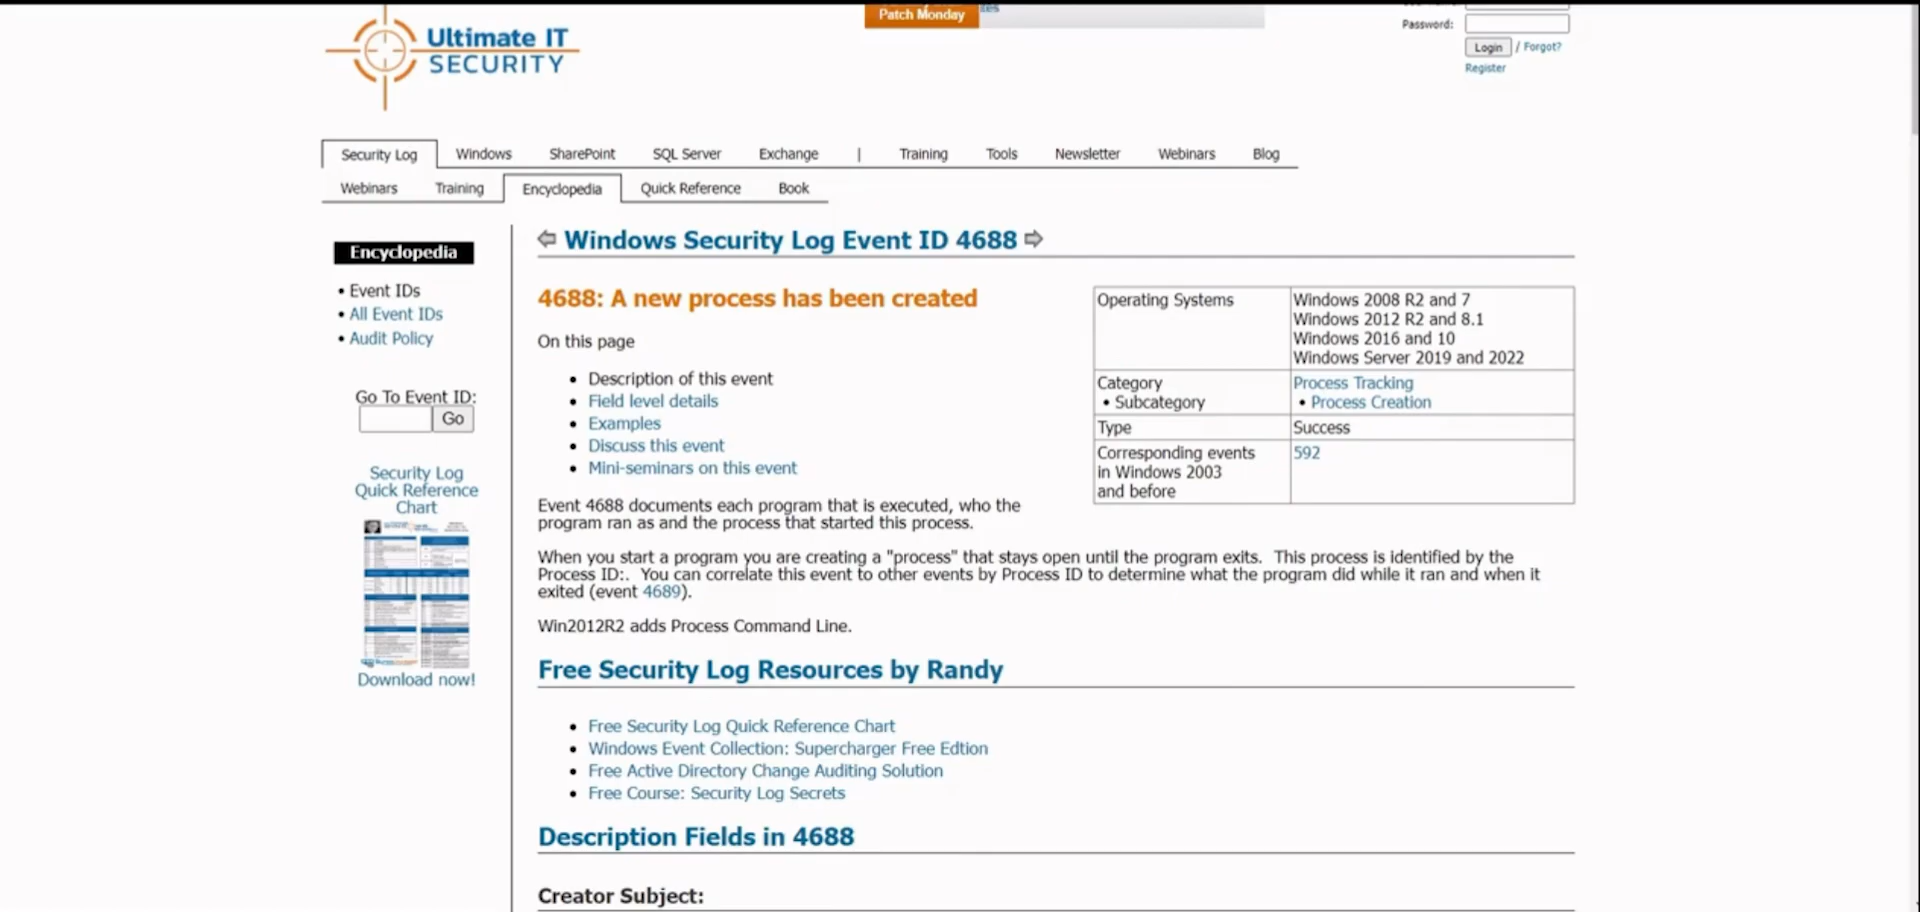 Patch Monday
Password:
Login / Forgot?
Register
Ultimate IT
SECURITY
Security Log Windows SharePoint SQL Server Exchange | Training Tools Newsletter Webinars Blog
Webinars Training Encyclopedia Quick Reference Book
Encyclopedia
• Event IDs
• All Event IDs
• Audit Policy
Go To Event ID:
Go
Security Log
Quick Reference
Chart
Download now!
Windows Security Log Event ID 4688
4688: A new process has been created
On this page
• Description of this event
• Field level details
• Examples
• Discuss this event
• Mini-seminars on this event
Operating Systems Windows 2008 R2 and 7
Windows 2012 R2 and 8.1
Windows 2016 and 10
Windows Server 2019 and 2022
Category Process Tracking
• Subcategory • Process Creation
Type Success
Corresponding events 592
in Windows 2003
and before
Event 4688 documents each program that is executed, who the
program ran as and the process that started this process.
When you start a program you are creating a "process" that stays open until the program exits. This process is identified by the
Process ID:. You can correlate this event to other events by Process ID to determine what the program did while it ran and when it
exited (event 4689).
Win2012R2 adds Process Command Line.
Free Security Log Resources by Randy
• Free Security Log Quick Reference Chart
• Windows Event Collection: Supercharger Free Edtion
• Free Active Directory Change Auditing Solution
• Free Course: Security Log Secrets
Description Fields in 4688
Creator Subject: